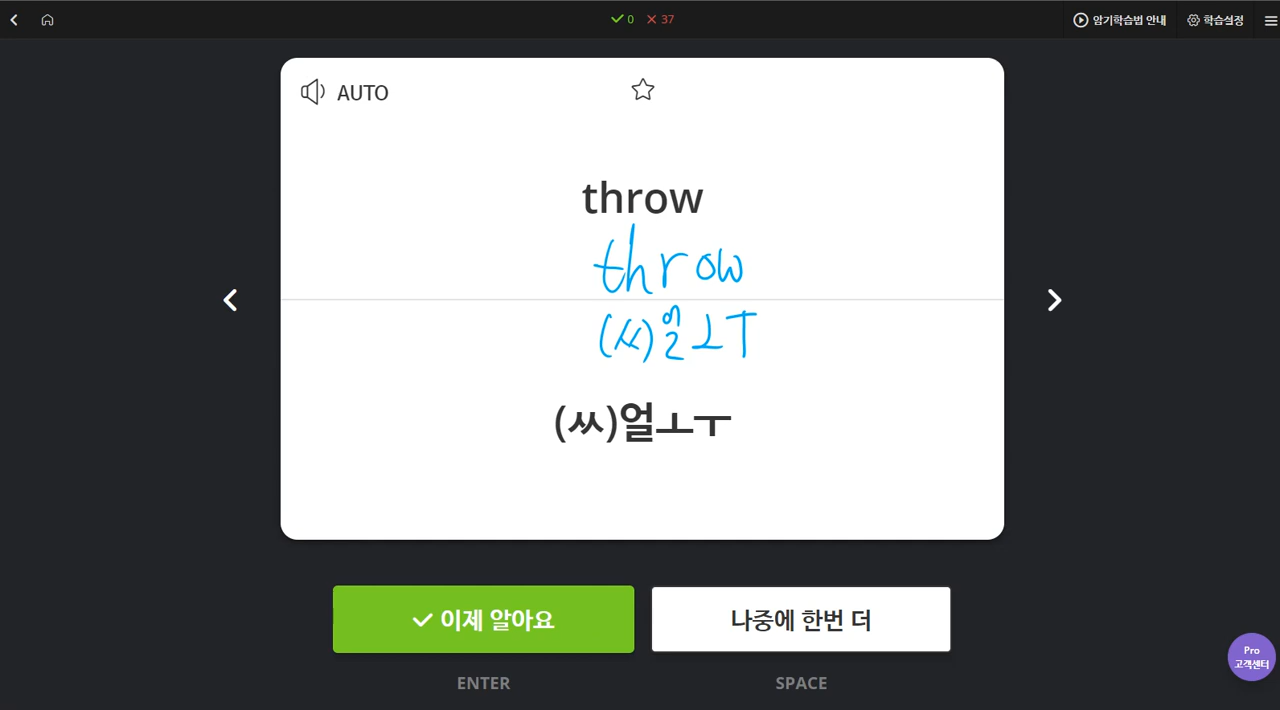 0 37 암기학습법 안내 학습설정
AUTO
throw
throw
(ㅆ)얼ㅗㅜ
(ㅆ)얼ㅗㅜ
이제 알아요 나중에 한번 더
ENTER SPACE
Pro
고객센터